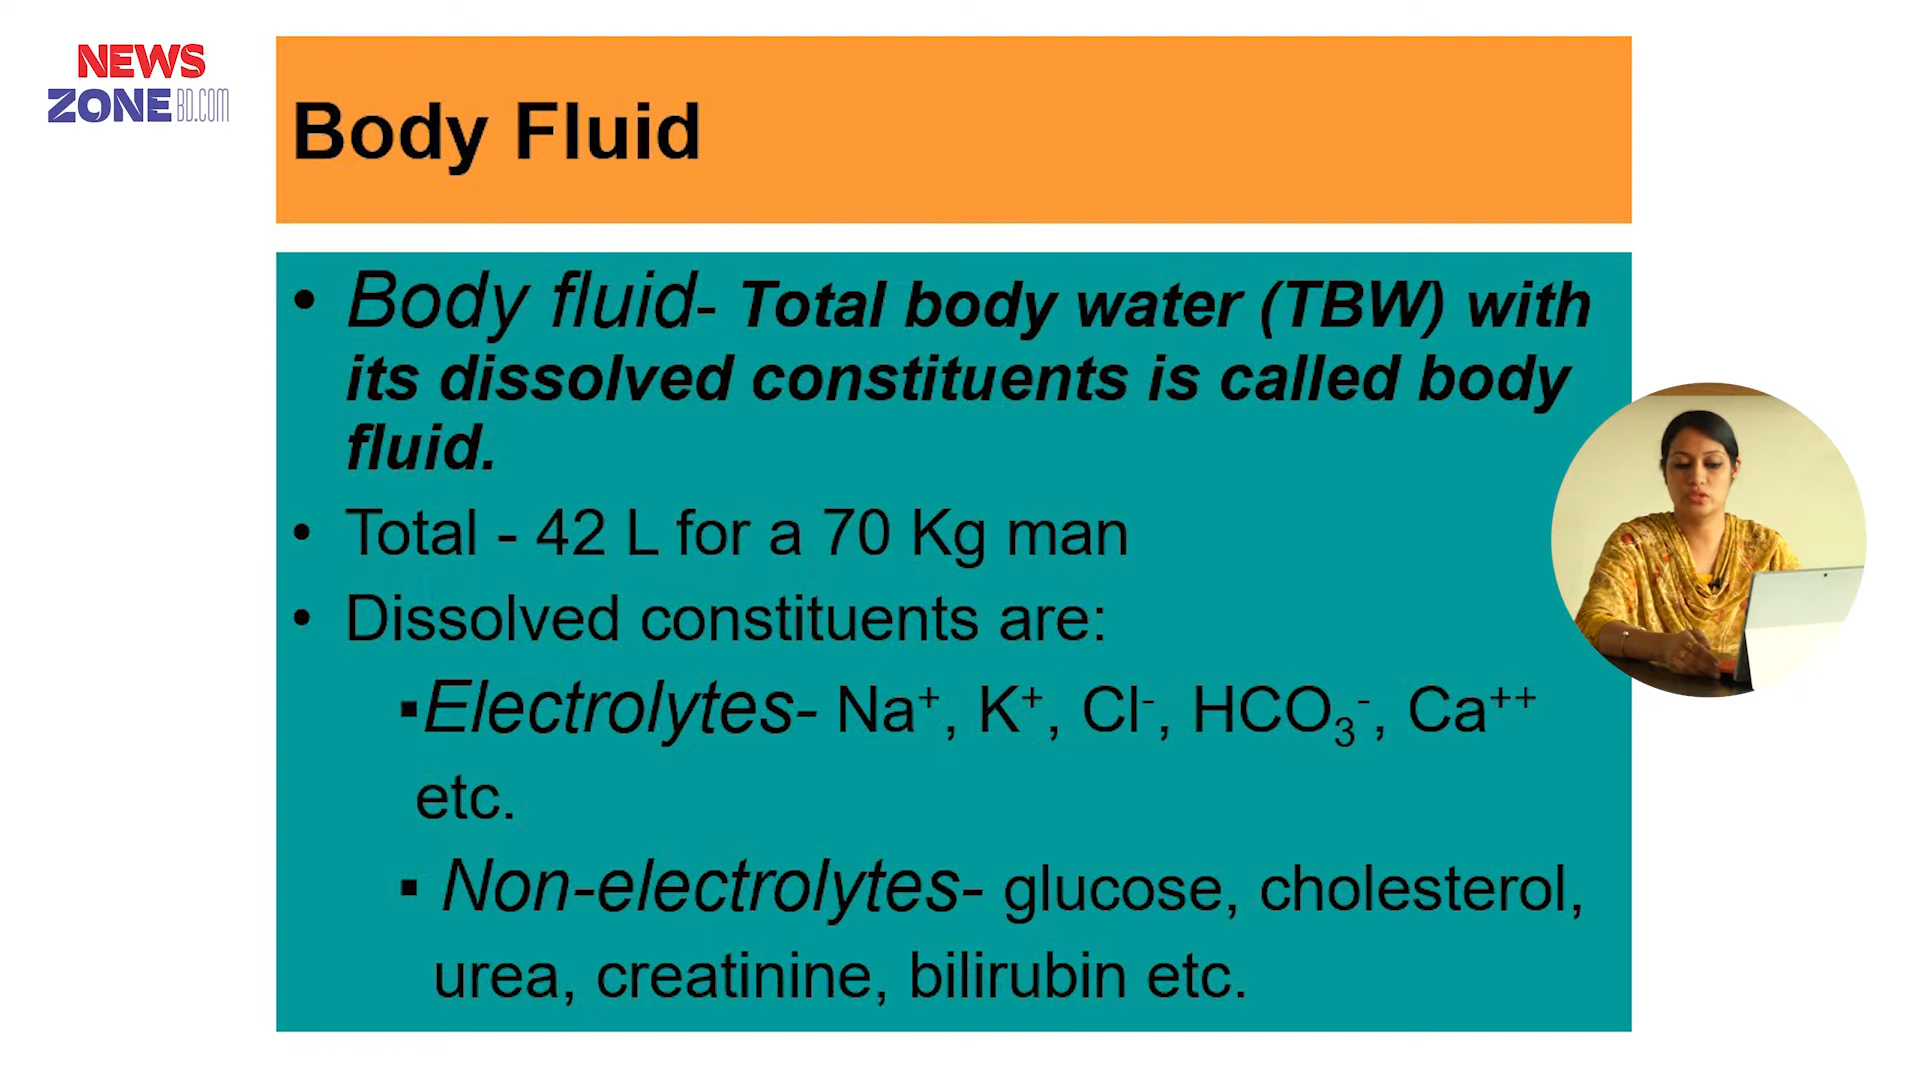 NEWS
ZONE BD.COM
Body Fluid
• Body fluid- Total body water (TBW) with
its dissolved constituents is called body
fluid.
• Total - 42 L for a 70 Kg man
• Dissolved constituents are:
▪Electrolytes- Na⁺, K⁺, Cl⁻, HCO₃⁻, Ca⁺⁺
etc.
▪ Non-electrolytes- glucose, cholesterol,
urea, creatinine, bilirubin etc.